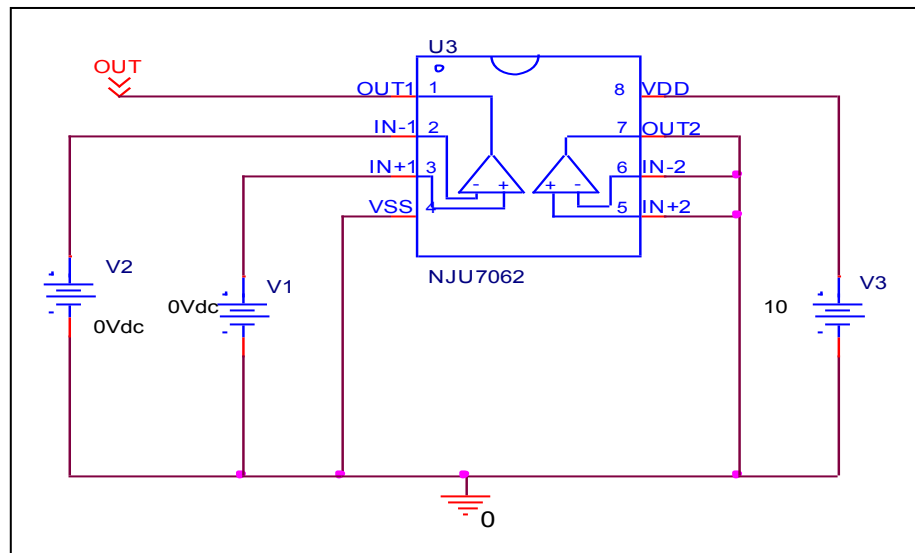 U3
OUT
OUT1 1 8 VDD
IN-1 2 7 OUT2
IN+1 3 6 IN-2
- + + -
VSS 4 5 IN+2
NJU7062
V2
0Vdc
V1
0Vdc
V3
10
0